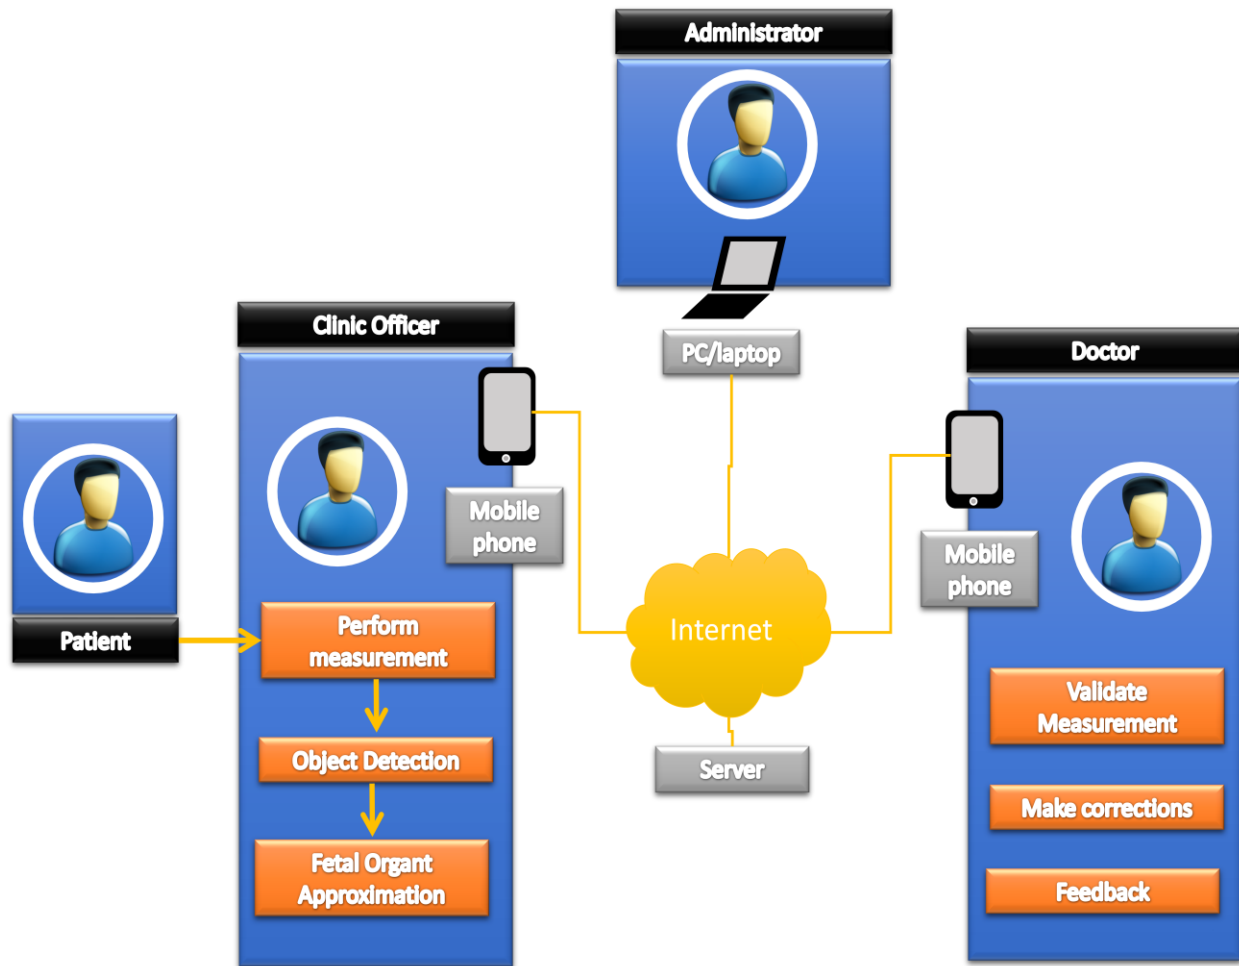 Administrator
PC/laptop
Clinic Officer
Mobile
phone
Patient
Perform
measurement
Object Detection
Fetal Organt
Approximation
Internet
Server
Doctor
Mobile
phone
Validate
Measurement
Make corrections
Feedback